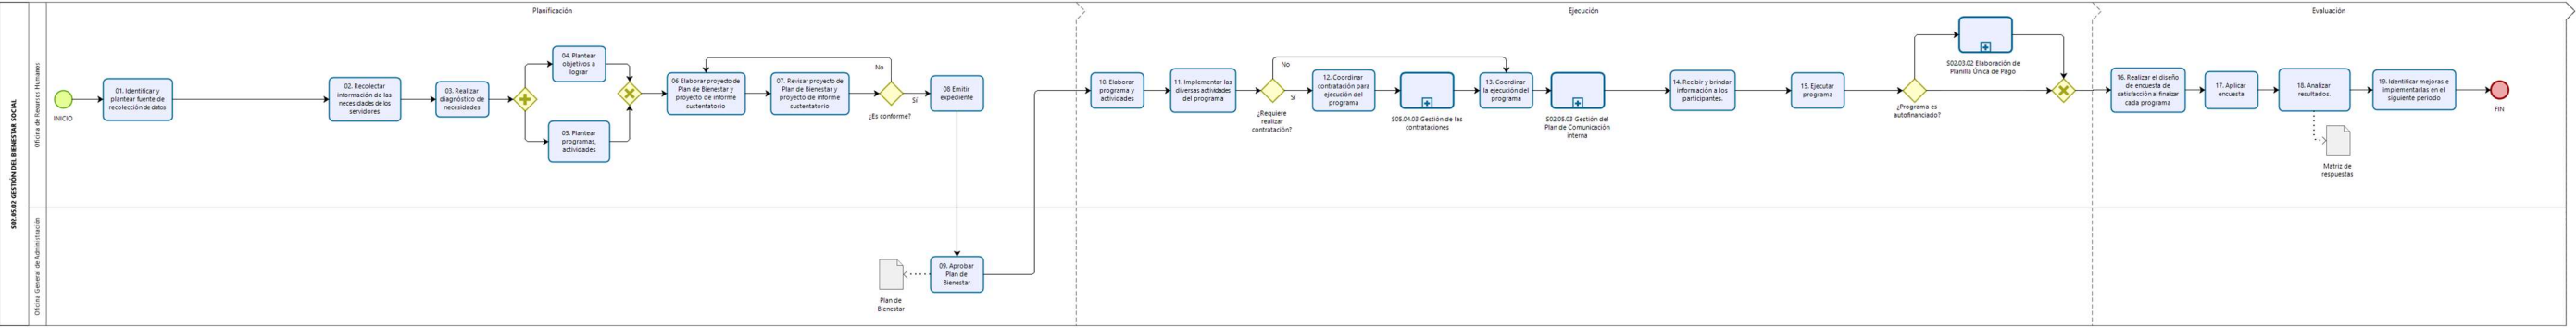 Planificación
Ejecución
Evaluación
S02.05.02 GESTIÓN DEL BIENESTAR SOCIAL
Oficina de Recursos Humanos
INICIO
01. Identificar y
plantear fuente de
recolección de datos
02. Recolectar
información de las
necesidades de los
servidores
03. Realizar
diagnóstico de
necesidades
04. Plantear
objetivos a
lograr
05. Plantear
programas,
actividades
06 Elaborar proyecto de
Plan de Bienestar y
proyecto de informe
sustentatorio
07. Revisar proyecto de
Plan de Bienestar y
proyecto de informe
sustentatorio
No
¿Es conforme?
Sí
08 Emitir
expediente
10. Elaborar
programa y
actividades
11. Implementar las
diversas actividades
del programa
No
¿Requiere
realizar
contratación?
Sí
12. Coordinar
contratación para
ejecución del
programa
S05.04.03 Gestión de las
contrataciones
13. Coordinar
la ejecución del
programa
S02.05.03 Gestión del
Plan de Comunicación
interna
14. Recibir y brindar
información a los
participantes.
15. Ejecutar
programa
¿Programa es
autofinanciado?
S02.03.02 Elaboración de
Planilla Única de Pago
16. Realizar el diseño
de encuesta de
satisfacción al finalizar
cada programa
17. Aplicar
encuesta
18. Analizar
resultados.
Matriz de
respuestas
19. Identificar mejoras e
implementarlas en el
siguiente periodo
FIN
Oficina General de Administración
Plan de
Bienestar
09. Aprobar
Plan de
Bienestar